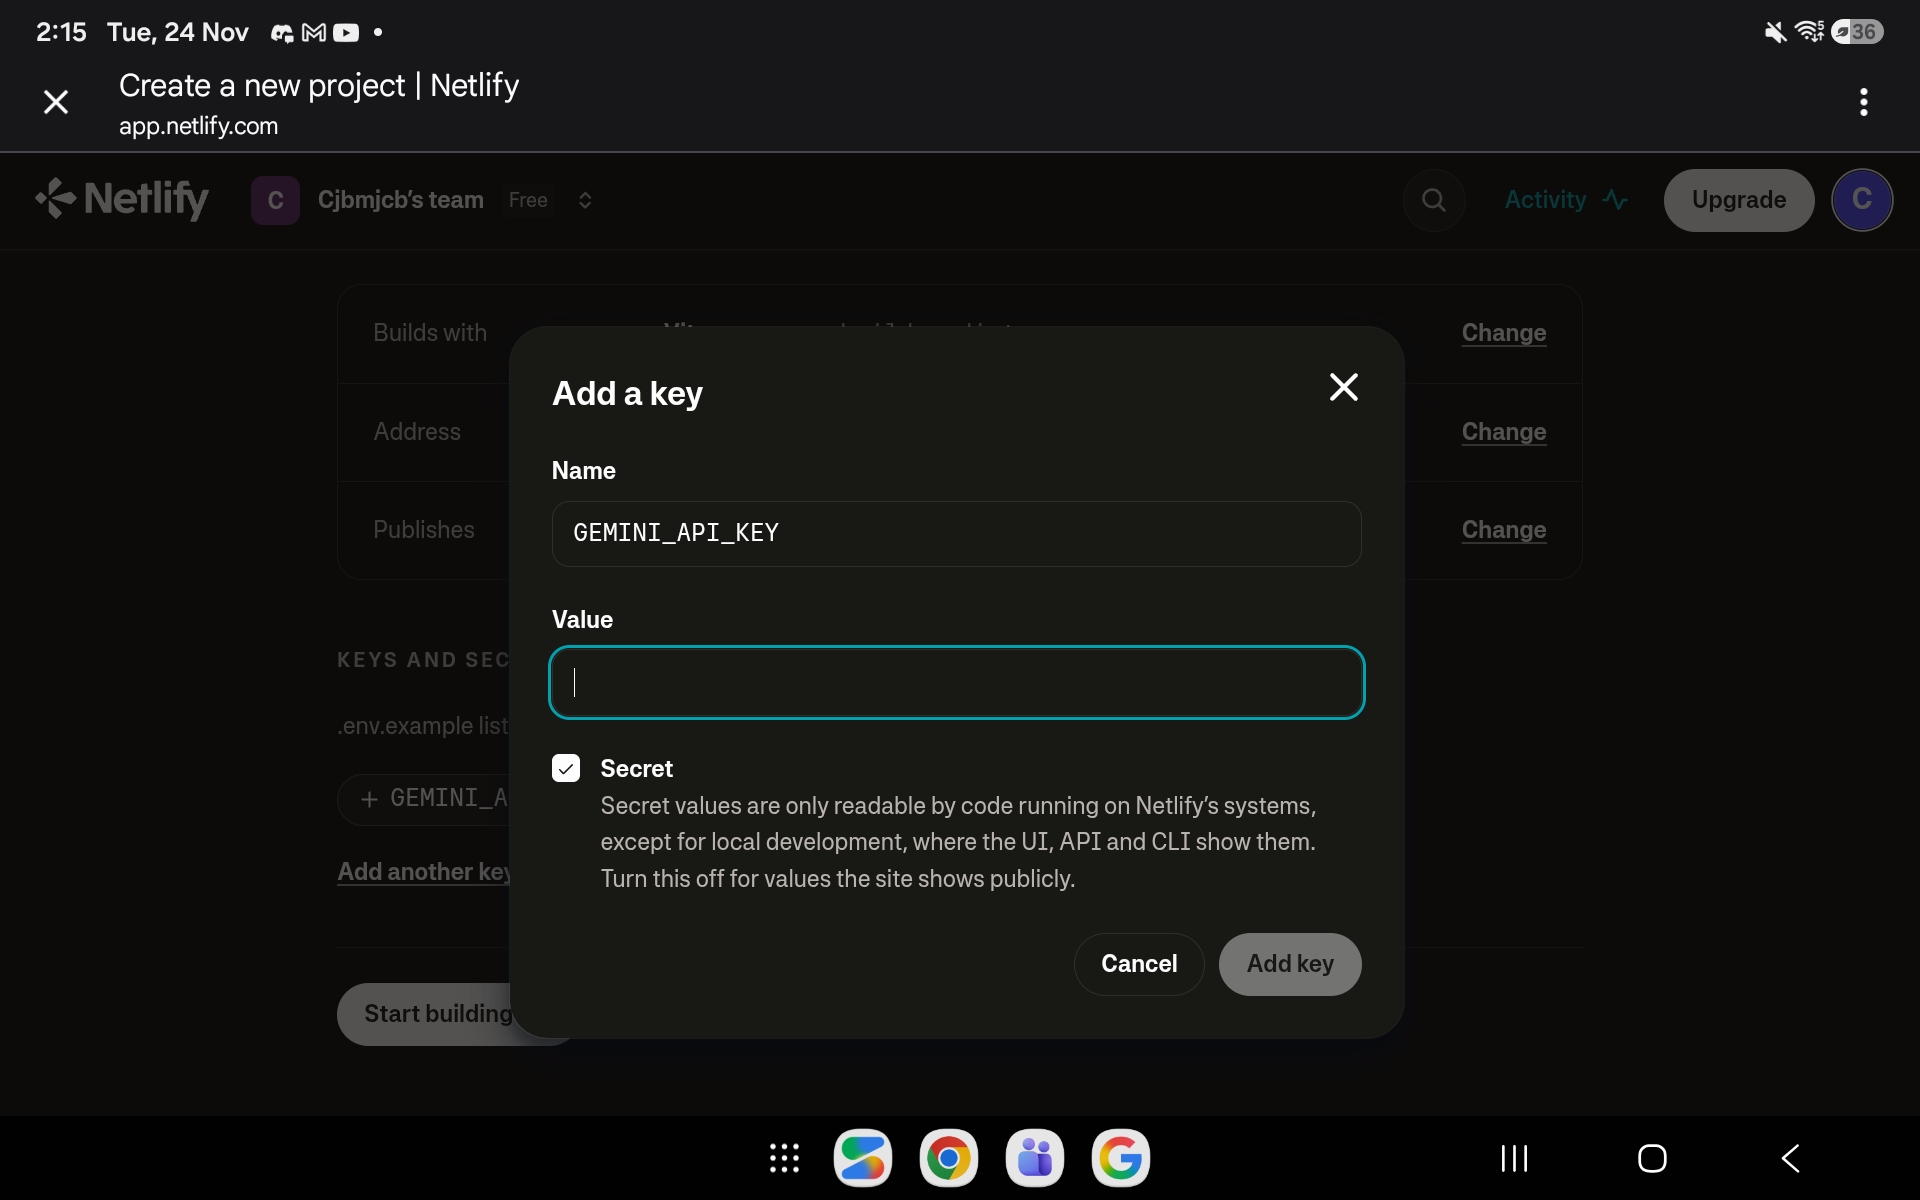 2:15 Tue, 24 Nov
5 36
Create a new project | Netlify
app.netlify.com
Netlify C Cjbmjcb’s team Free Activity Upgrade C
Builds with Change
Address Change
Publishes Change
KEYS AND SEC
.env.example list
+ GEMINI_A
Add another key
Start building
Add a key
Name
GEMINI_API_KEY
Value
Secret
Secret values are only readable by code running on Netlify’s systems,
except for local development, where the UI, API and CLI show them.
Turn this off for values the site shows publicly.
Cancel Add key